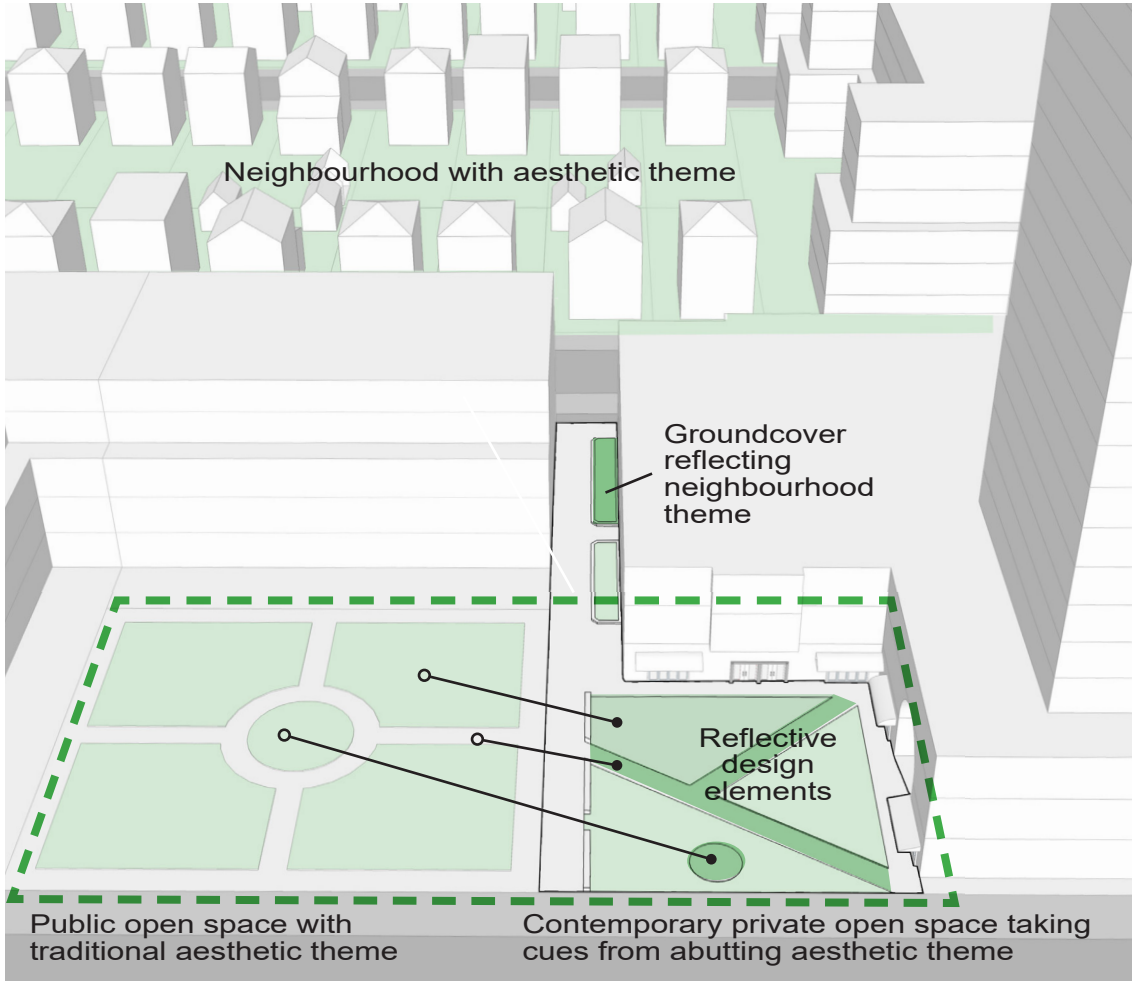 Neighbourhood with aesthetic theme
Groundcover
reflecting
neighbourhood
theme
Reflective
design
elements
Public open space with
traditional aesthetic theme
Contemporary private open space taking
cues from abutting aesthetic theme